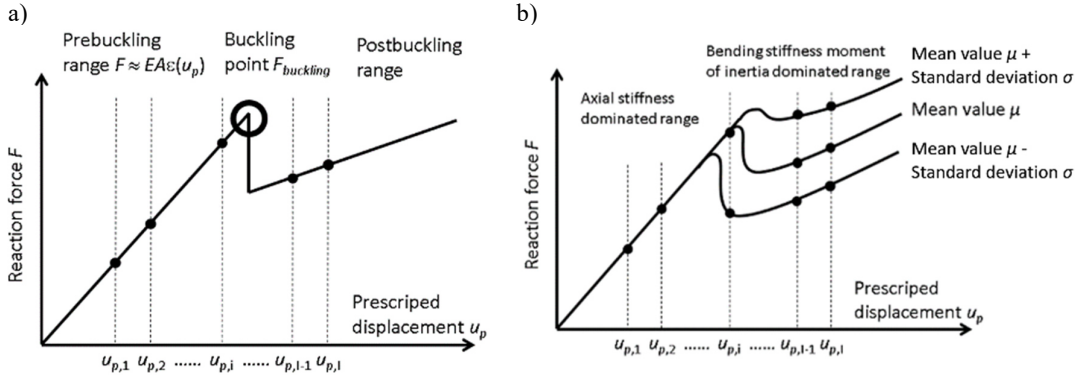 a)
Prebuckling
range F ≈ EAε(u_p)
Buckling
point F_buckling
Postbuckling
range
Reaction force F
Prescriped
displacement u_p
u_p,1 u_p,2 ...... u_p,i ...... u_p,I-1 u_p,I
b)
Bending stiffness moment
of inertia dominated range
Axial stiffness
dominated range
Mean value μ +
Standard deviation σ
Mean value μ
Mean value μ -
Standard deviation σ
Reaction force F
Prescriped
displacement u_p
u_p,1 u_p,2 ...... u_p,i ...... u_p,I-1 u_p,I